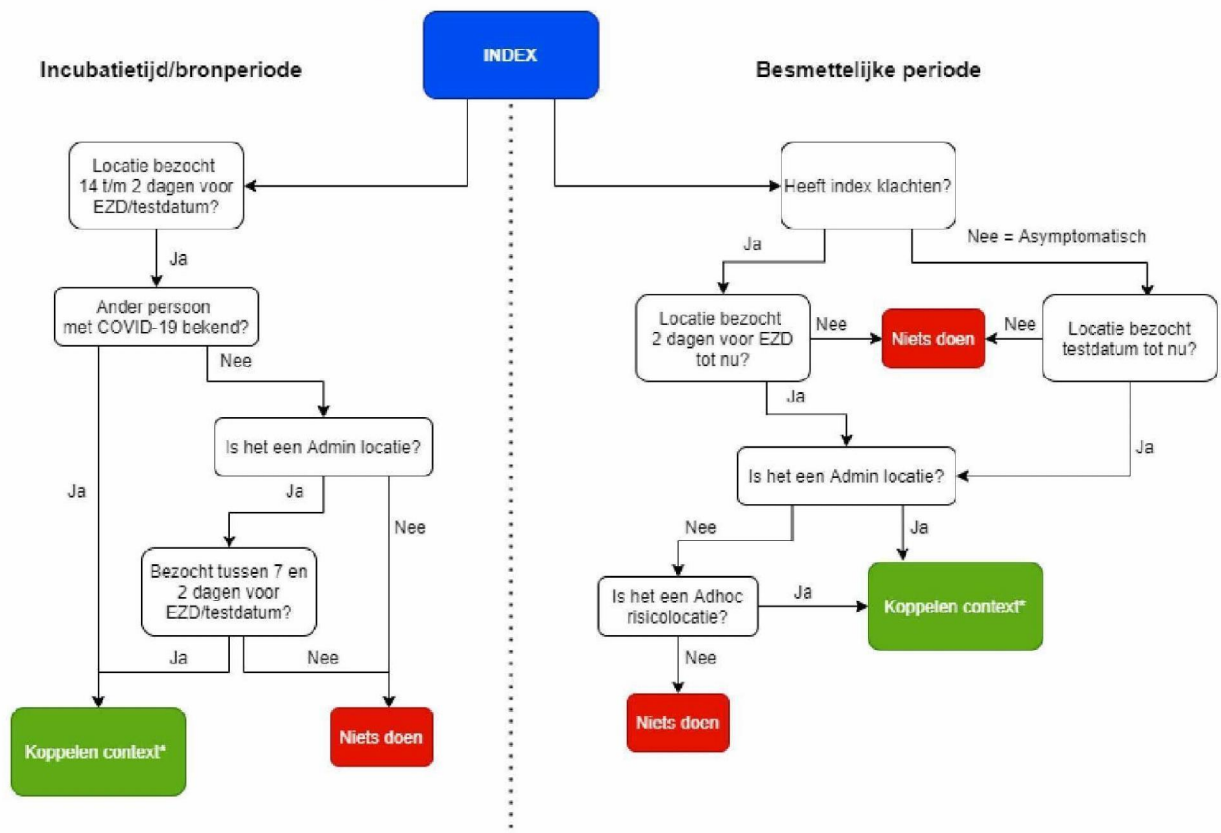 INDEX
Incubatietijd/bronperiode
Besmettelijke periode
Locatie bezocht
14 t/m 2 dagen voor
EZD/testdatum?
Ja
Ander persoon
met COVID-19 bekend?
Nee
Is het een Admin locatie?
Ja
Ja
Nee
Bezocht tussen 7 en
2 dagen voor
EZD/testdatum?
Ja
Nee
Koppelen context*
Niets doen
Heeft index klachten?
Ja
Nee = Asymptomatisch
Locatie bezocht
2 dagen voor EZD
tot nu?
Nee
Niets doen
Nee
Locatie bezocht
testdatum tot nu?
Ja
Ja
Is het een Admin locatie?
Nee
Ja
Is het een Adhoc
risicolocatie?
Ja
Koppelen context*
Nee
Niets doen